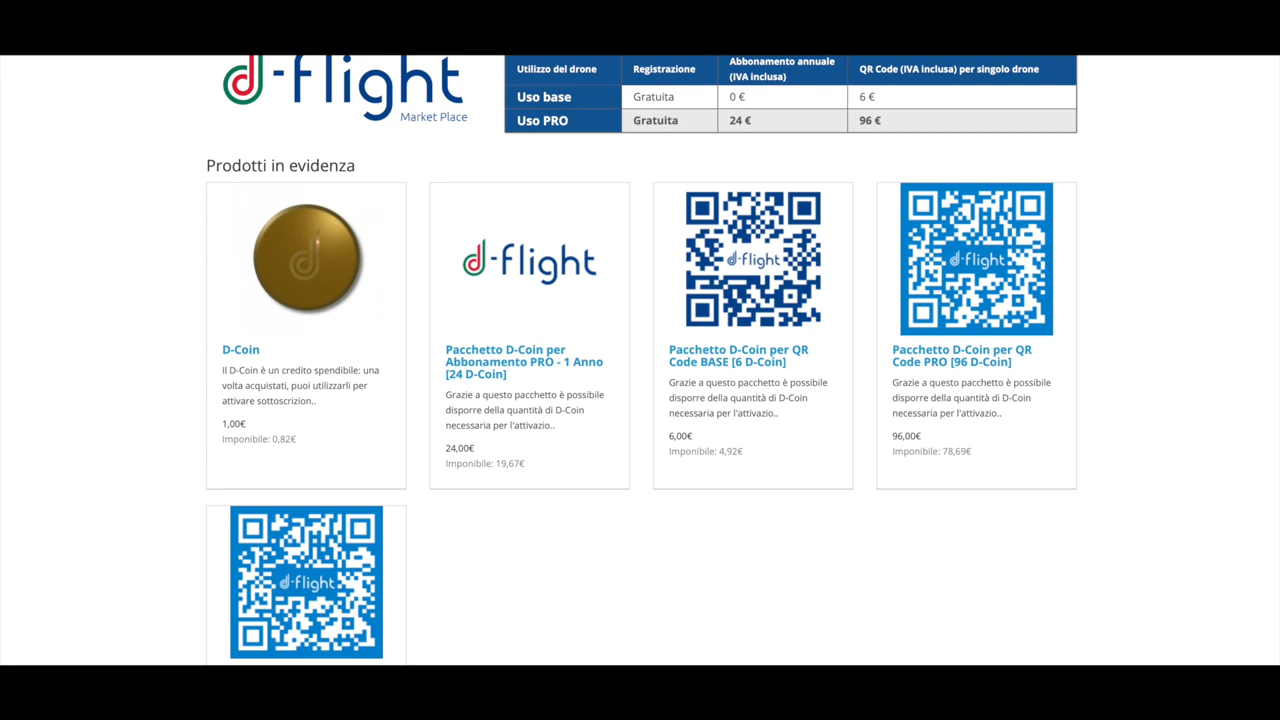 d-flight
Market Place
Utilizzo del drone
Registrazione
Abbonamento annuale
(IVA inclusa)
QR Code (IVA inclusa) per singolo drone
Uso base
Gratuita
0 €
6 €
Uso PRO
Gratuita
24 €
96 €
Prodotti in evidenza
d
D-Coin
Il D-Coin è un credito spendibile: una
volta acquistati, puoi utilizzarli per
attivare sottoscrizion..
1,00€
Imponibile: 0,82€
d-flight
Pacchetto D-Coin per
Abbonamento PRO - 1 Anno
[24 D-Coin]
Grazie a questo pacchetto è possibile
disporre della quantità di D-Coin
necessaria per l'attivazio..
24,00€
Imponibile: 19,67€
d-flight
Pacchetto D-Coin per QR
Code BASE [6 D-Coin]
Grazie a questo pacchetto è possibile
disporre della quantità di D-Coin
necessaria per l'attivazio..
6,00€
Imponibile: 4,92€
d-flight
Pacchetto D-Coin per QR
Code PRO [96 D-Coin]
Grazie a questo pacchetto è possibile
disporre della quantità di D-Coin
necessaria per l'attivazio..
96,00€
Imponibile: 78,69€
d-flight